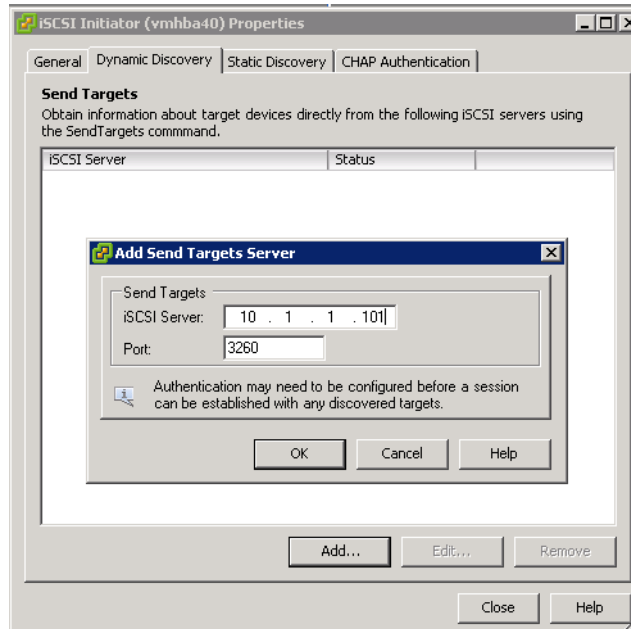 iSCSI Initiator (vmhba40) Properties
General Dynamic Discovery Static Discovery CHAP Authentication
Send Targets
Obtain information about target devices directly from the following iSCSI servers using
the SendTargets commmand.
iSCSI Server Status
Add Send Targets Server
Send Targets
iSCSI Server: 10 . 1 . 1 .101
Port: 3260
Authentication may need to be configured before a session
can be established with any discovered targets.
OK Cancel Help
Add... Edit... Remove
Close Help